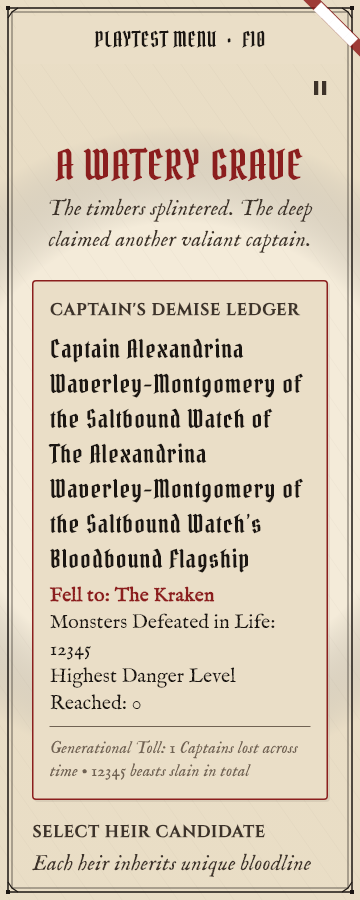 PLAYTEST MENU · F10
A WATERY GRAVE
The timbers splintered. The deep
claimed another valiant captain.
CAPTAIN'S DEMISE LEDGER
Captain Alexandrina
Waverley-Montgomery of
the Saltbound Watch of
The Alexandrina
Waverley-Montgomery of
the Saltbound Watch's
Bloodbound Flagship
Fell to: The Kraken
Monsters Defeated in Life:
12345
Highest Danger Level
Reached: 0
Generational Toll: 1 Captains lost across
time • 12345 beasts slain in total
SELECT HEIR CANDIDATE
Each heir inherits unique bloodline